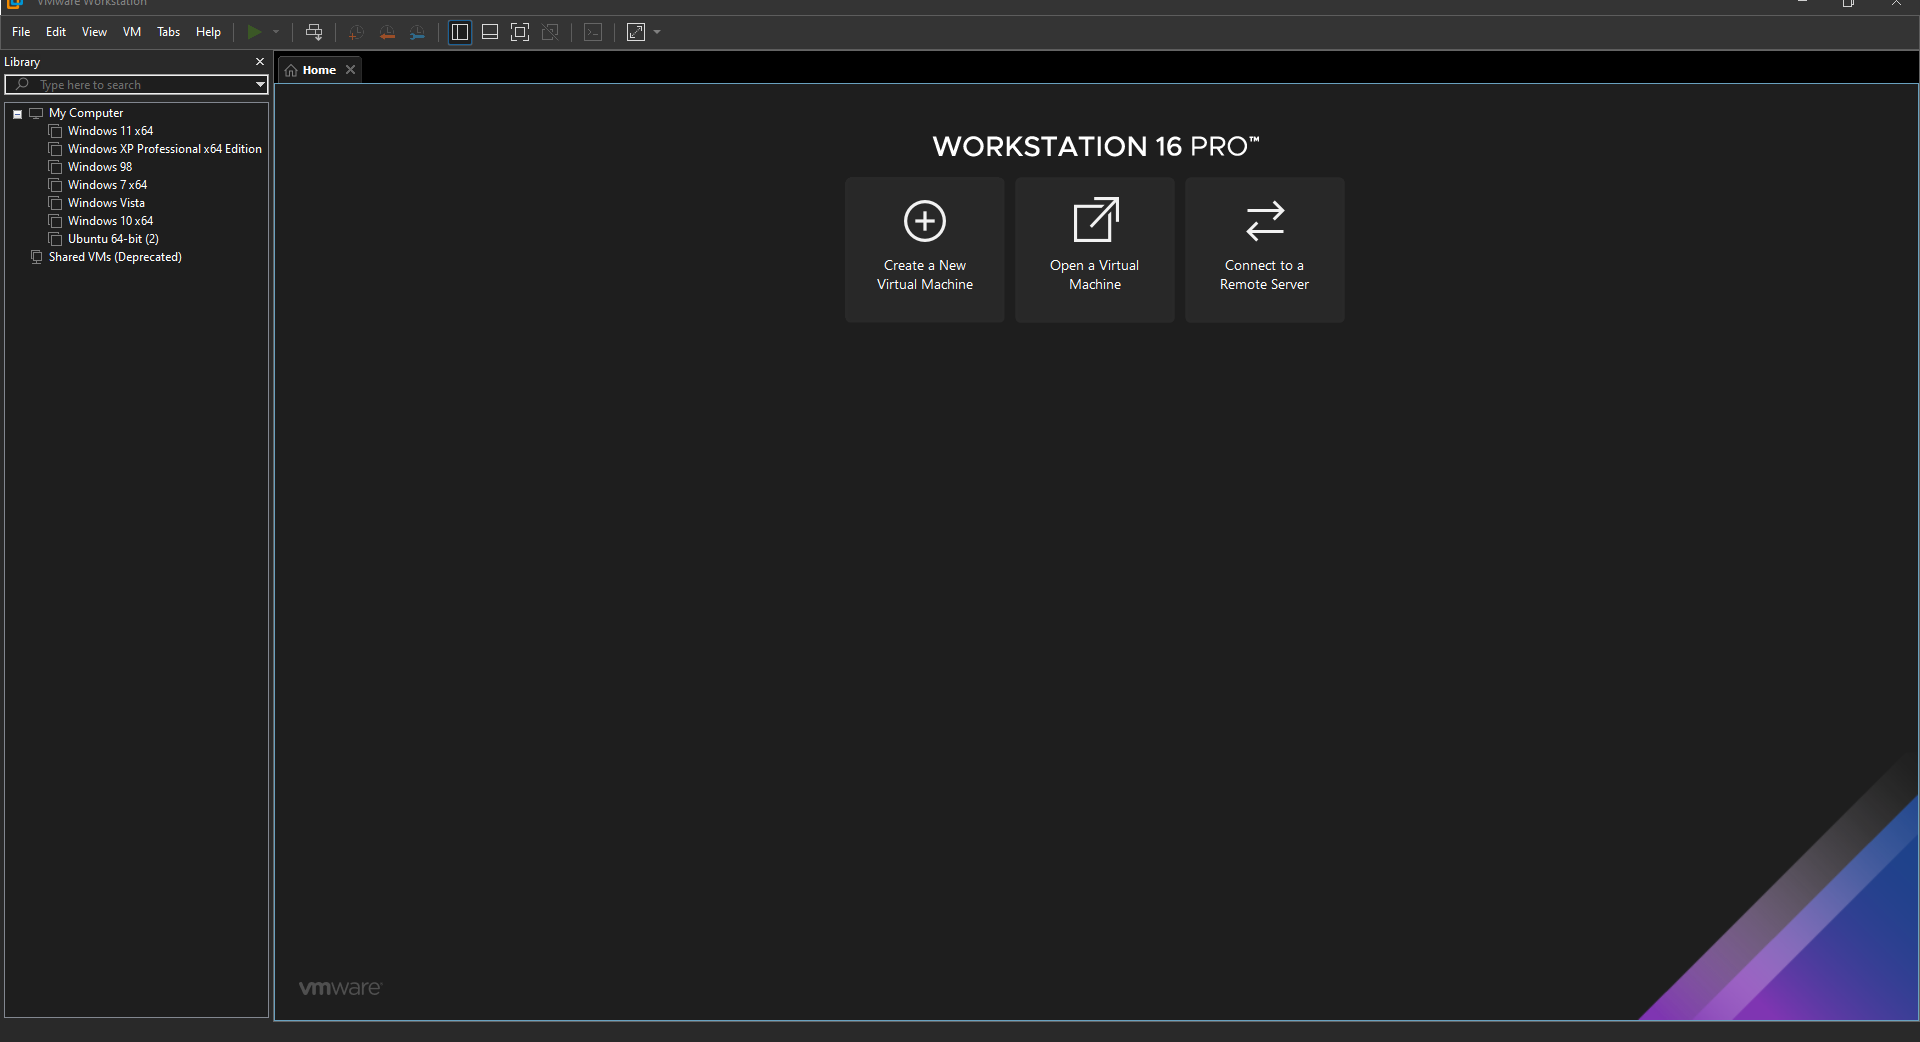 VMware Workstation
File Edit View VM Tabs Help
Library
Type here to search
My Computer
Windows 11 x64
Windows XP Professional x64 Edition
Windows 98
Windows 7 x64
Windows Vista
Windows 10 x64
Ubuntu 64-bit (2)
Shared VMs (Deprecated)
Home
WORKSTATION 16 PRO™
Create a New
Virtual Machine
Open a Virtual
Machine
Connect to a
Remote Server
vmware